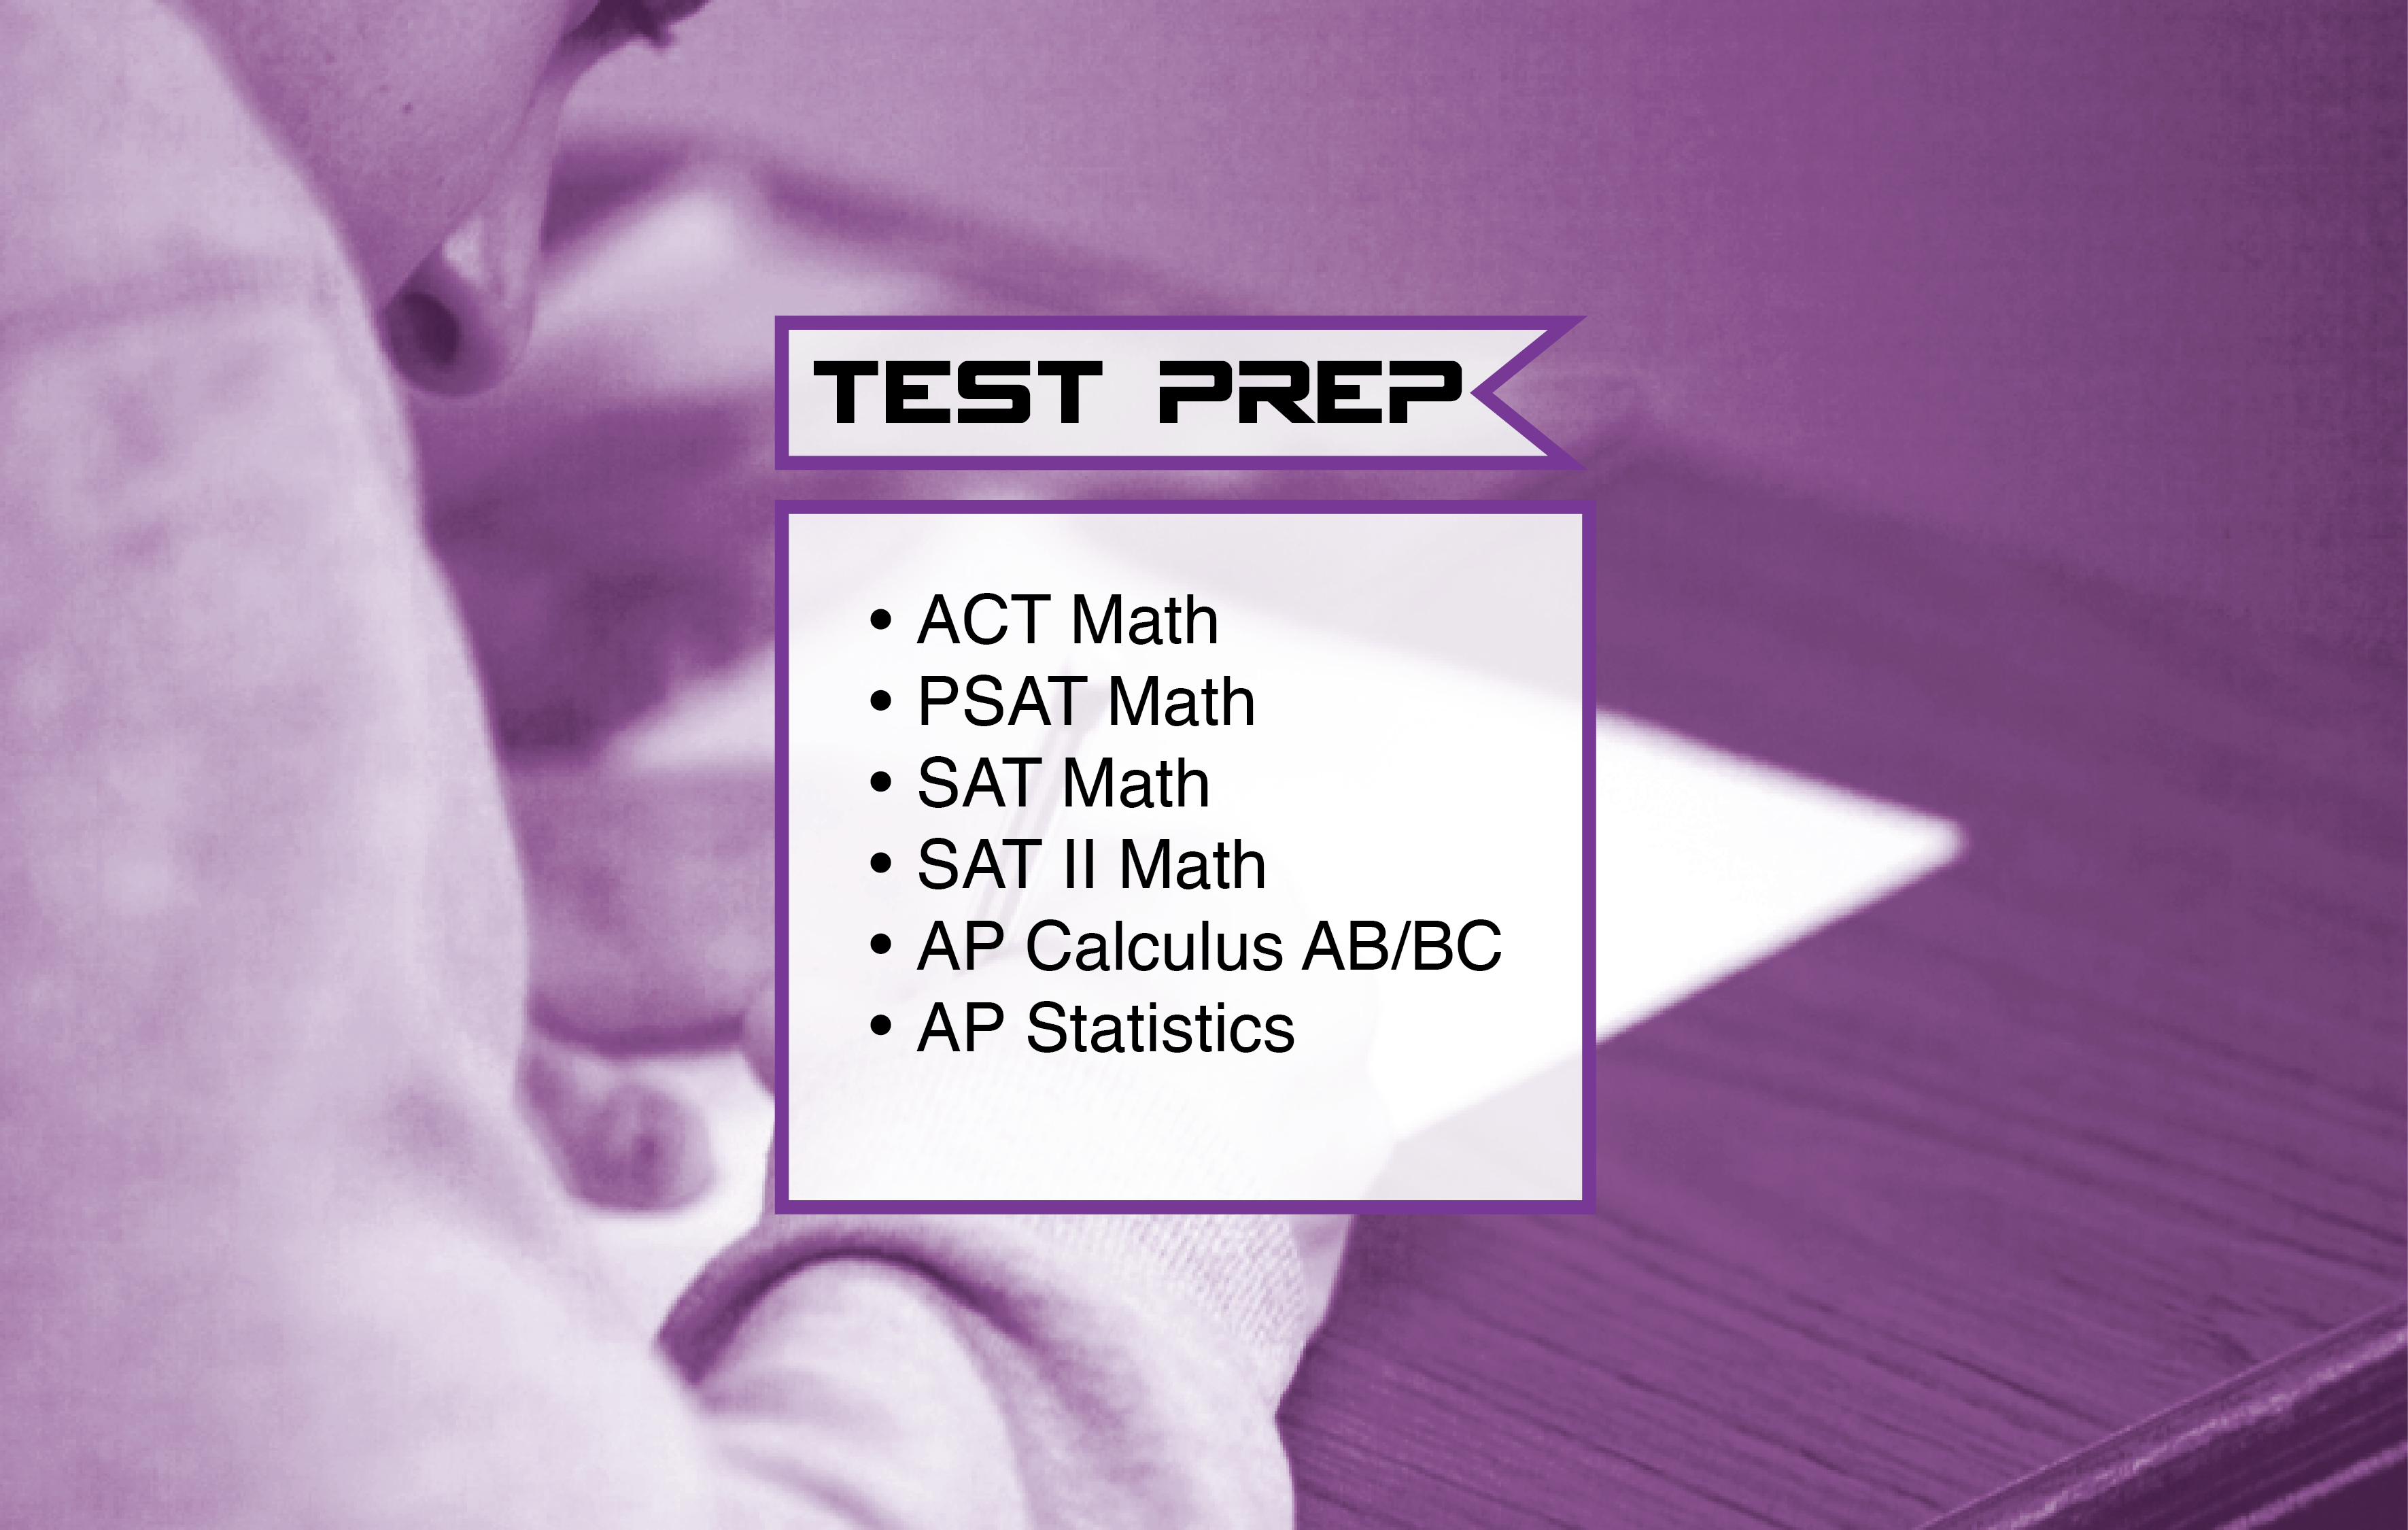 TEST PREP
• ACT Math
• PSAT Math
• SAT Math
• SAT II Math
• AP Calculus AB/BC
• AP Statistics